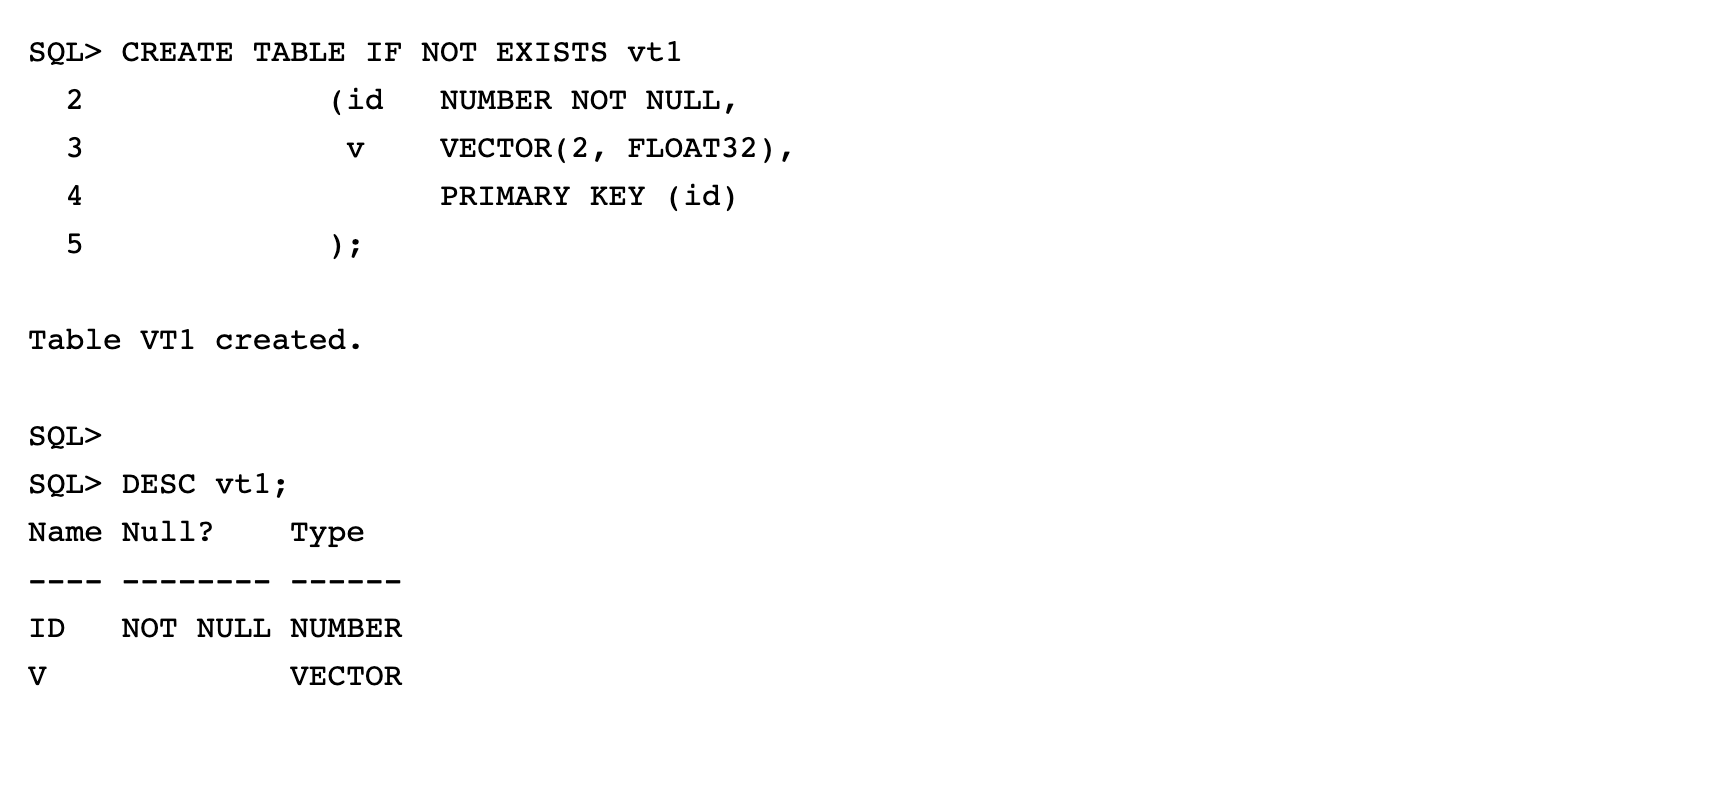 SQL> CREATE TABLE IF NOT EXISTS vt1
  2             (id   NUMBER NOT NULL,
  3              v    VECTOR(2, FLOAT32),
  4                   PRIMARY KEY (id)
  5             );
Table VT1 created.
SQL>
SQL> DESC vt1;
Name Null?    Type
---- -------- ------
ID   NOT NULL NUMBER
V             VECTOR